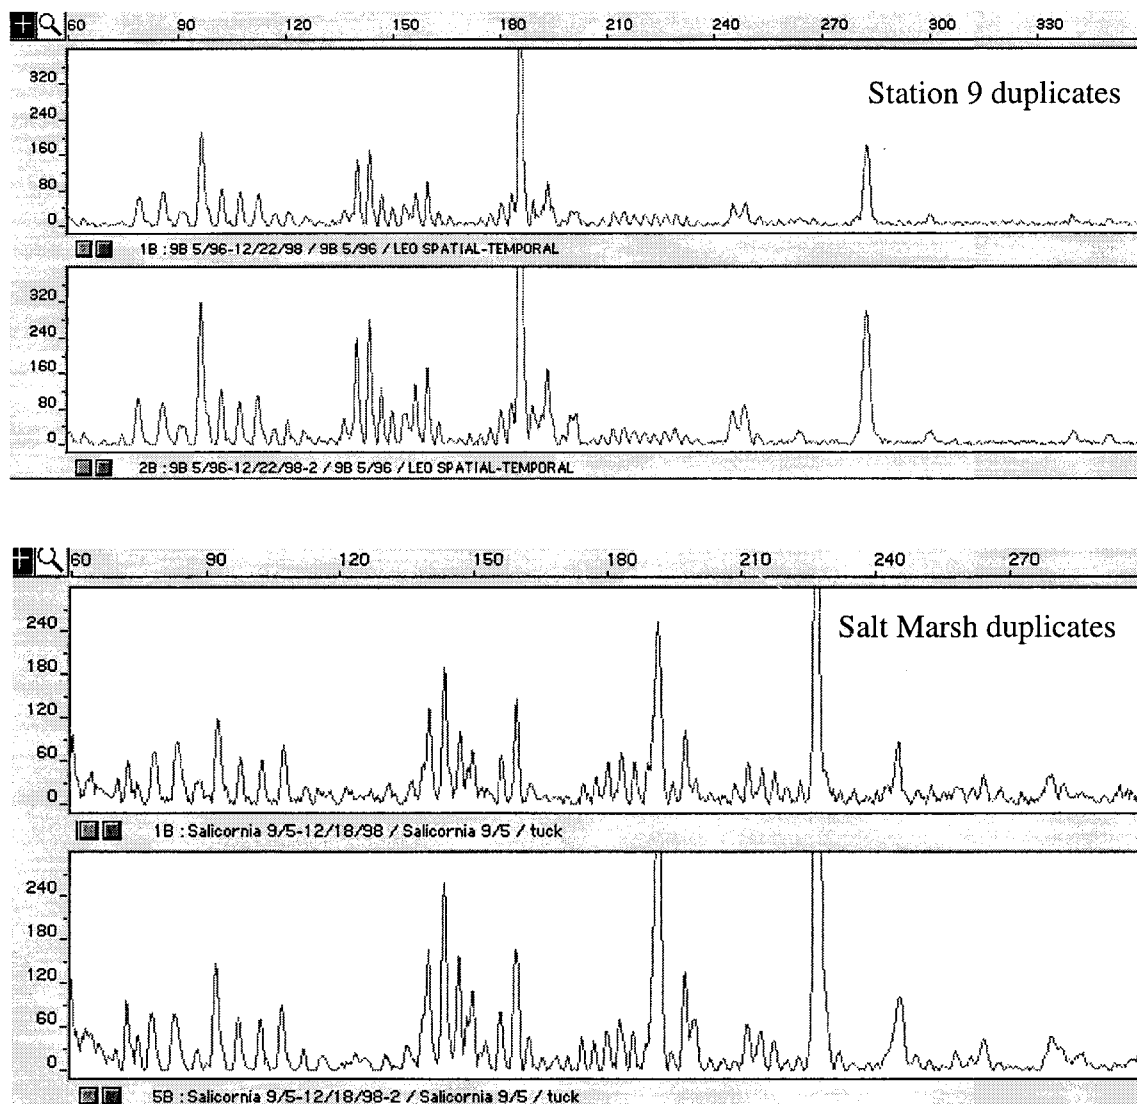 60 90 120 150 180 210 240 270 300 330
320
240
160
80
0
Station 9 duplicates
1B : 9B 5/96-12/22/98 / 9B 5/96 / LEO SPATIAL-TEMPORAL
320
240
160
80
0
2B : 9B 5/96-12/22/98-2 / 9B 5/96 / LEO SPATIAL-TEMPORAL
60 90 120 150 180 210 240 270
240
180
120
60
0
Salt Marsh duplicates
1B : Salicornia 9/5-12/18/98 / Salicornia 9/5 / tuck
240
180
120
60
0
5B : Salicornia 9/5-12/18/98-2 / Salicornia 9/5 / tuck